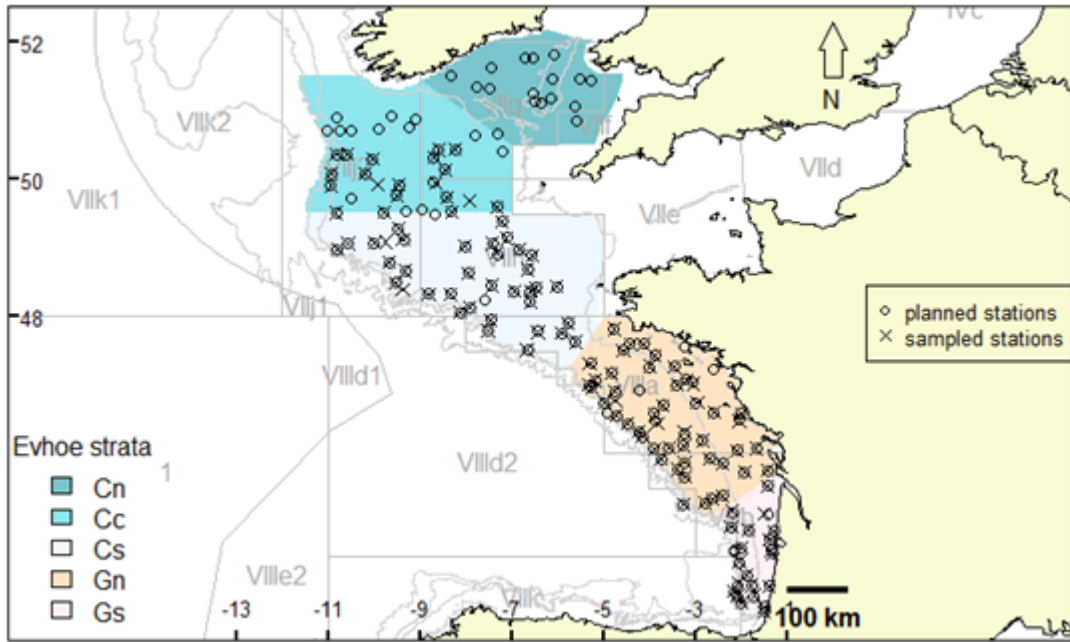 52
50
48
IVc
VIIk2
VIIg
VIIf
VIId
VIIk1
VIIe
VIIh
VIIj1
VIIId1
VIIIa
VIIId2
VIIIb
VIIIe2
1
N
planned stations
sampled stations
Evhoe strata
Cn
Cc
Cs
Gn
Gs
-13
-11
-9
-7
-5
-3
-1
100 km